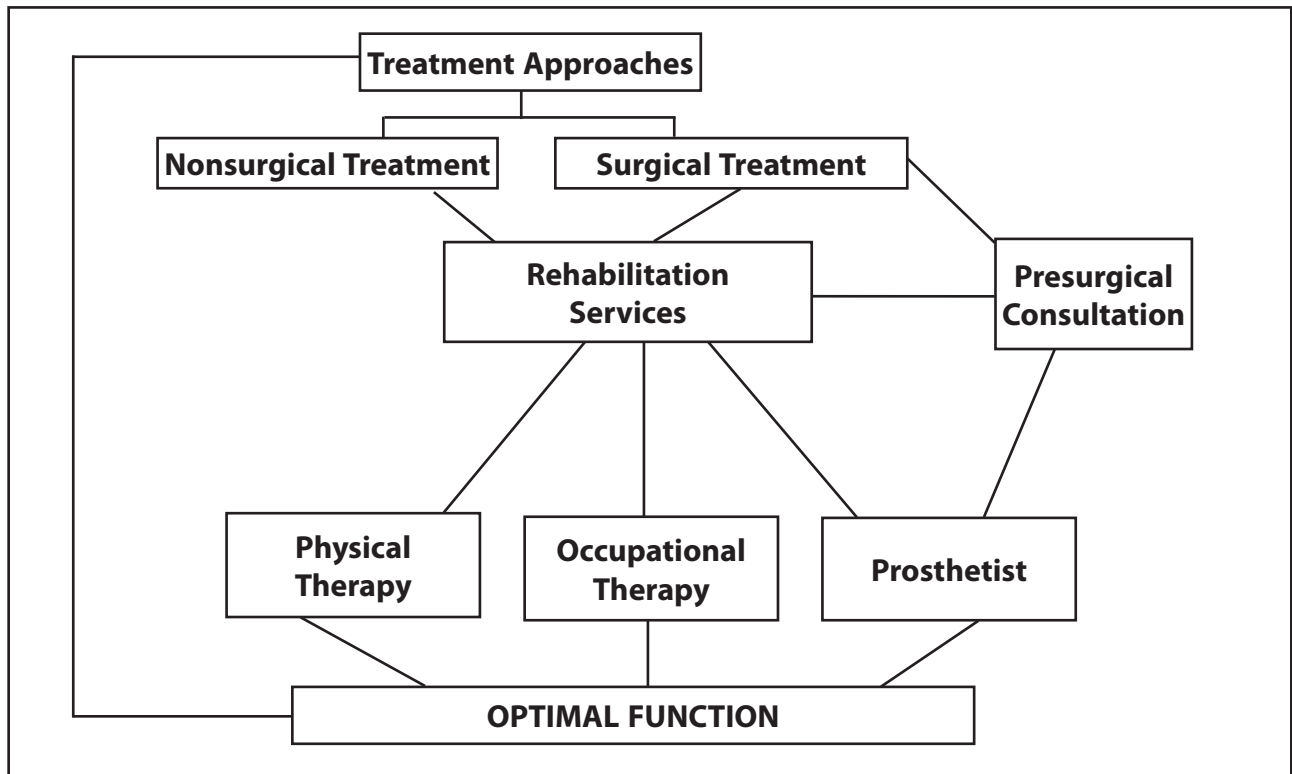 Treatment Approaches
Nonsurgical Treatment
Surgical Treatment
Rehabilitation
Services
Presurgical
Consultation
Physical
Therapy
Occupational
Therapy
Prosthetist
OPTIMAL FUNCTION